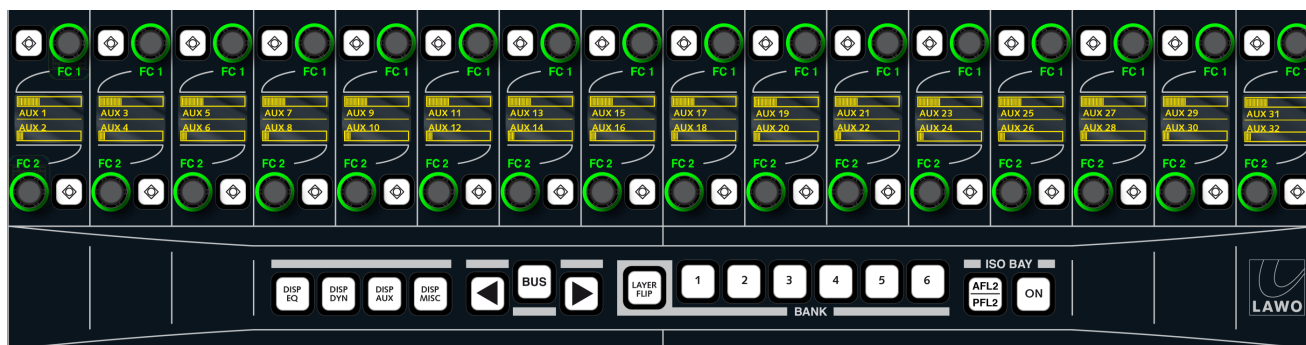 FC 1 FC 1 FC 1 FC 1 FC 1 FC 1 FC 1 FC 1 FC 1 FC 1 FC 1 FC 1 FC 1 FC 1 FC 1 FC 1
AUX 1 AUX 3 AUX 5 AUX 7 AUX 9 AUX 11 AUX 13 AUX 15 AUX 17 AUX 19 AUX 21 AUX 23 AUX 25 AUX 27 AUX 29 AUX 31
AUX 2 AUX 4 AUX 6 AUX 8 AUX 10 AUX 12 AUX 14 AUX 16 AUX 18 AUX 20 AUX 22 AUX 24 AUX 26 AUX 28 AUX 30 AUX 32
FC 2 FC 2 FC 2 FC 2 FC 2 FC 2 FC 2 FC 2 FC 2 FC 2 FC 2 FC 2 FC 2 FC 2 FC 2 FC 2
DISP
EQ
DISP
DYN
DISP
AUX
DISP
MISC
BUS
LAYER
FLIP
1 2 3 4 5 6
BANK
ISO BAY
AFL2
PFL2
ON
LAWO